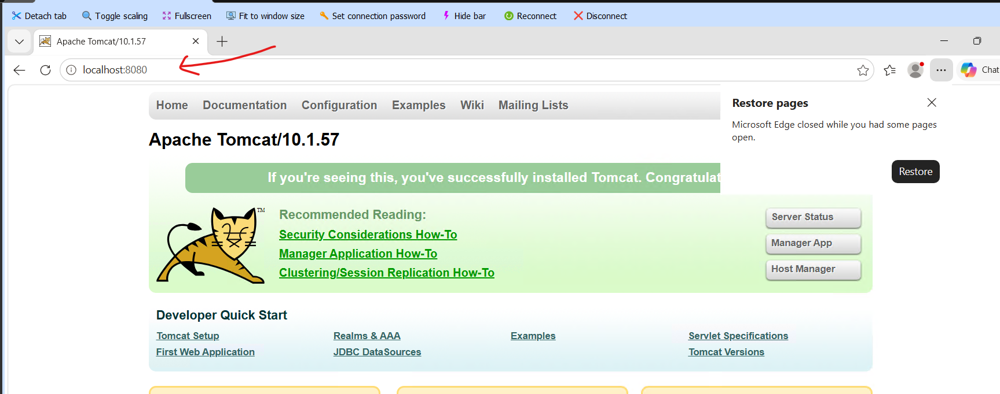 Detach tab Toggle scaling Fullscreen Fit to window size Set connection password Hide bar Reconnect Disconnect
Apache Tomcat/10.1.57
localhost:8080
Chat
Home Documentation Configuration Examples Wiki Mailing Lists
Restore pages
Microsoft Edge closed while you had some pages
open.
Restore
Apache Tomcat/10.1.57
If you're seeing this, you've successfully installed Tomcat. Congratulat
TM
Recommended Reading:
Security Considerations How-To
Manager Application How-To
Clustering/Session Replication How-To
Server Status
Manager App
Host Manager
Developer Quick Start
Tomcat Setup Realms & AAA Examples Servlet Specifications
First Web Application JDBC DataSources Tomcat Versions